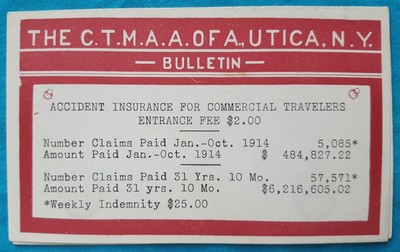 THE C.T.M.A.A. OF A., UTICA, N.Y.
— BULLETIN —
ACCIDENT INSURANCE FOR COMMERCIAL TRAVELERS
ENTRANCE FEE $2.00
Number Claims Paid Jan.-Oct. 1914 5,085*
Amount Paid Jan.-Oct. 1914 $ 484,827.22
Number Claims Paid 31 Yrs. 10 Mo. 57,571*
Amount Paid 31 yrs. 10 Mo. $6,216,605.02
*Weekly Indemnity $25.00